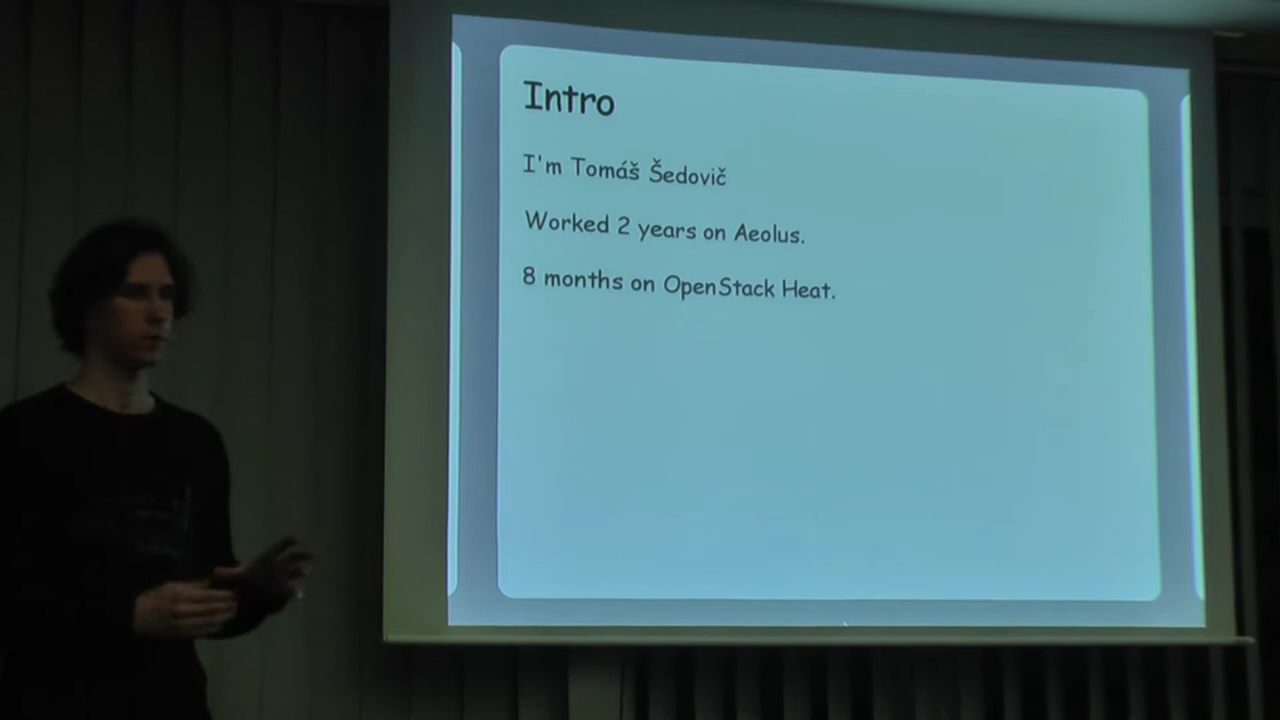 Intro
I'm Tomáš Šedovič
Worked 2 years on Aeolus.
8 months on OpenStack Heat.